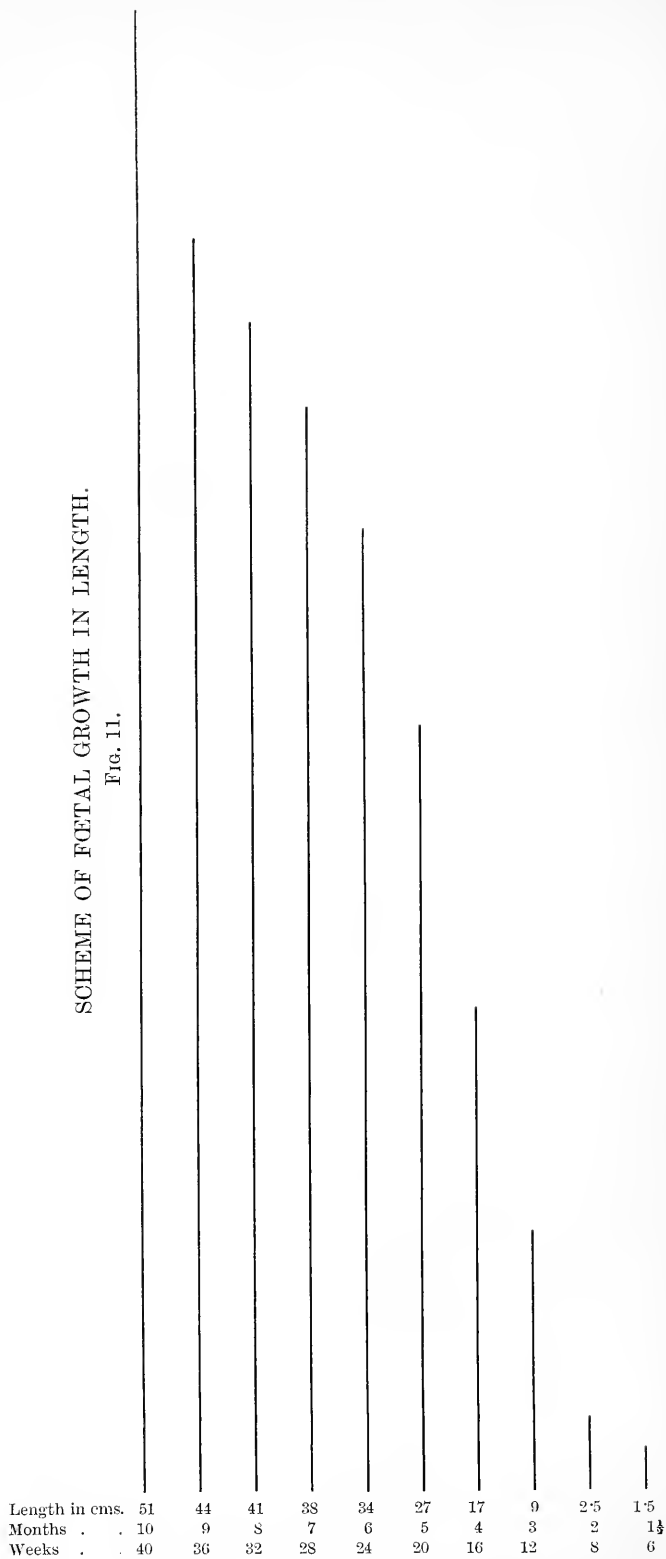 SCHEME OF FŒTAL GROWTH IN LENGTH.
FIG. 11.
Length in cms. 51 44 41 38 34 27 17 9 2·5 1·5
Months . . 10 9 8 7 6 5 4 3 2 1½
Weeks . . 40 36 32 28 24 20 16 12 8 6